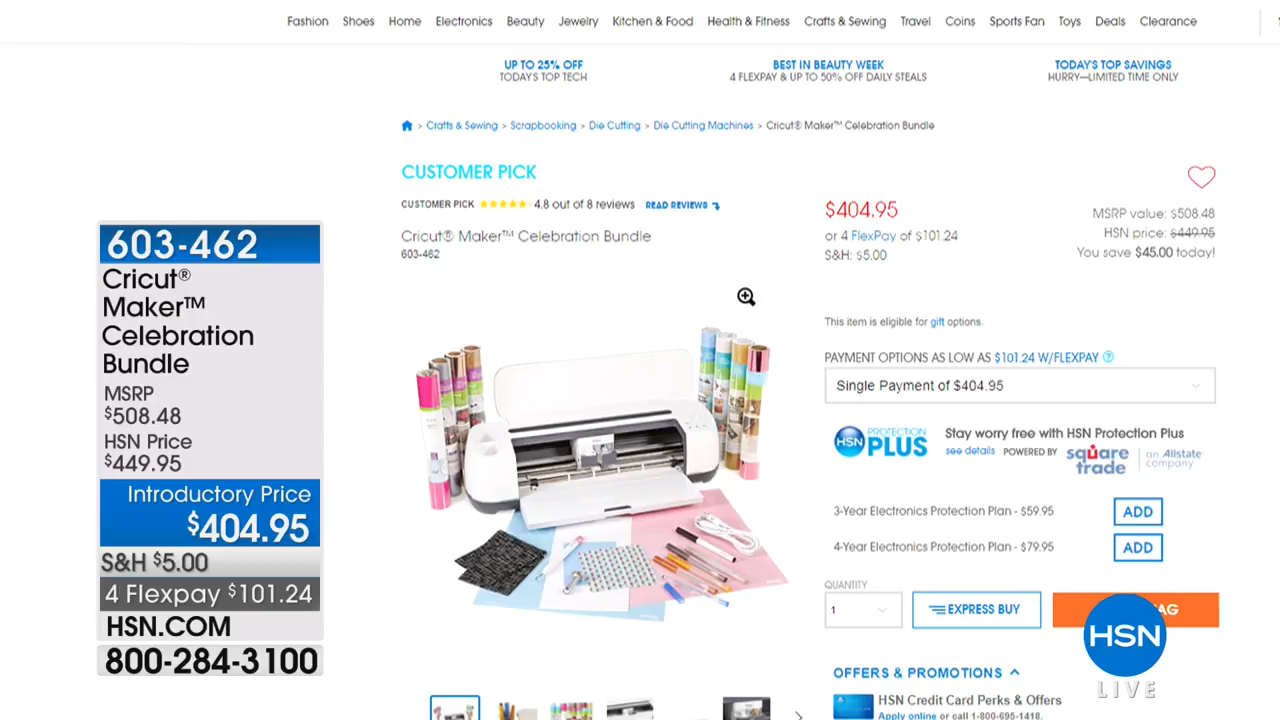 Fashion Shoes Home Electronics Beauty Jewelry Kitchen & Food Health & Fitness Crafts & Sewing Travel Coins Sports Fan Toys Deals Clearance
UP TO 25% OFF
TODAY'S TOP TECH
BEST IN BEAUTY WEEK
4 FLEXPAY & UP TO 50% OFF DAILY STEALS
TODAY'S TOP SAVINGS
HURRY—LIMITED TIME ONLY
> Crafts & Sewing > Scrapbooking > Die Cutting > Die Cutting Machines > Cricut® Maker™ Celebration Bundle
CUSTOMER PICK
CUSTOMER PICK 4.8 out of 8 reviews READ REVIEWS
Cricut® Maker™ Celebration Bundle
603-462
$404.95
or 4 FlexPay of $101.24
S&H: $5.00
MSRP value: $508.48
HSN price: $449.95
You save $45.00 today!
This item is eligible for gift options.
PAYMENT OPTIONS AS LOW AS $101.24 W/FLEXPAY ?
Single Payment of $404.95
HSN PROTECTION PLUS
Stay worry free with HSN Protection Plus
see details POWERED BY square trade an Allstate company
3-Year Electronics Protection Plan - $59.95 ADD
4-Year Electronics Protection Plan - $79.95 ADD
QUANTITY
1 EXPRESS BUY AG
OFFERS & PROMOTIONS
HSN Credit Card Perks & Offers
Apply online or call 1-800-695-1418.
603-462
Cricut®
Maker™
Celebration
Bundle
MSRP
$508.48
HSN Price
$449.95
Introductory Price
$404.95
S&H $5.00
4 Flexpay $101.24
HSN.COM
800-284-3100
HSN
LIVE